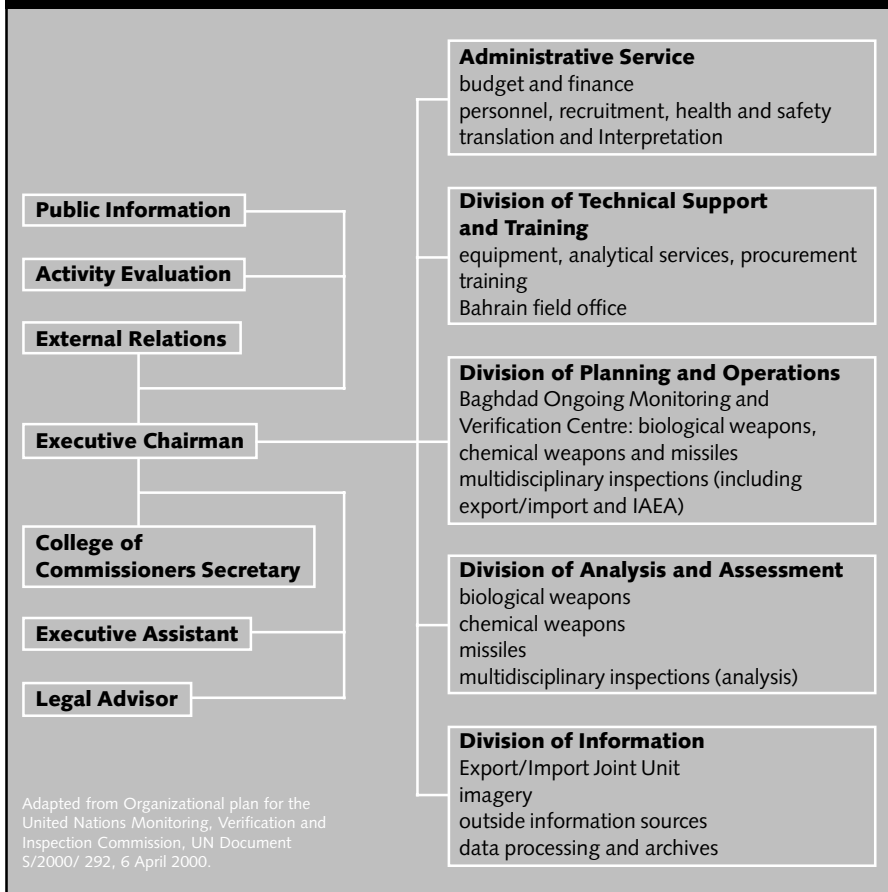 Public Information
Activity Evaluation
External Relations
Executive Chairman
College of
Commissioners Secretary
Executive Assistant
Legal Advisor
Administrative Service
budget and finance
personnel, recruitment, health and safety
translation and Interpretation
Division of Technical Support
and Training
equipment, analytical services, procurement
training
Bahrain field office
Division of Planning and Operations
Baghdad Ongoing Monitoring and
Verification Centre: biological weapons,
chemical weapons and missiles
multidisciplinary inspections (including
export/import and IAEA)
Division of Analysis and Assessment
biological weapons
chemical weapons
missiles
multidisciplinary inspections (analysis)
Division of Information
Export/Import Joint Unit
imagery
outside information sources
data processing and archives
Adapted from Organizational plan for the
United Nations Monitoring, Verification and
Inspection Commission, UN Document
S/2000/ 292, 6 April 2000.